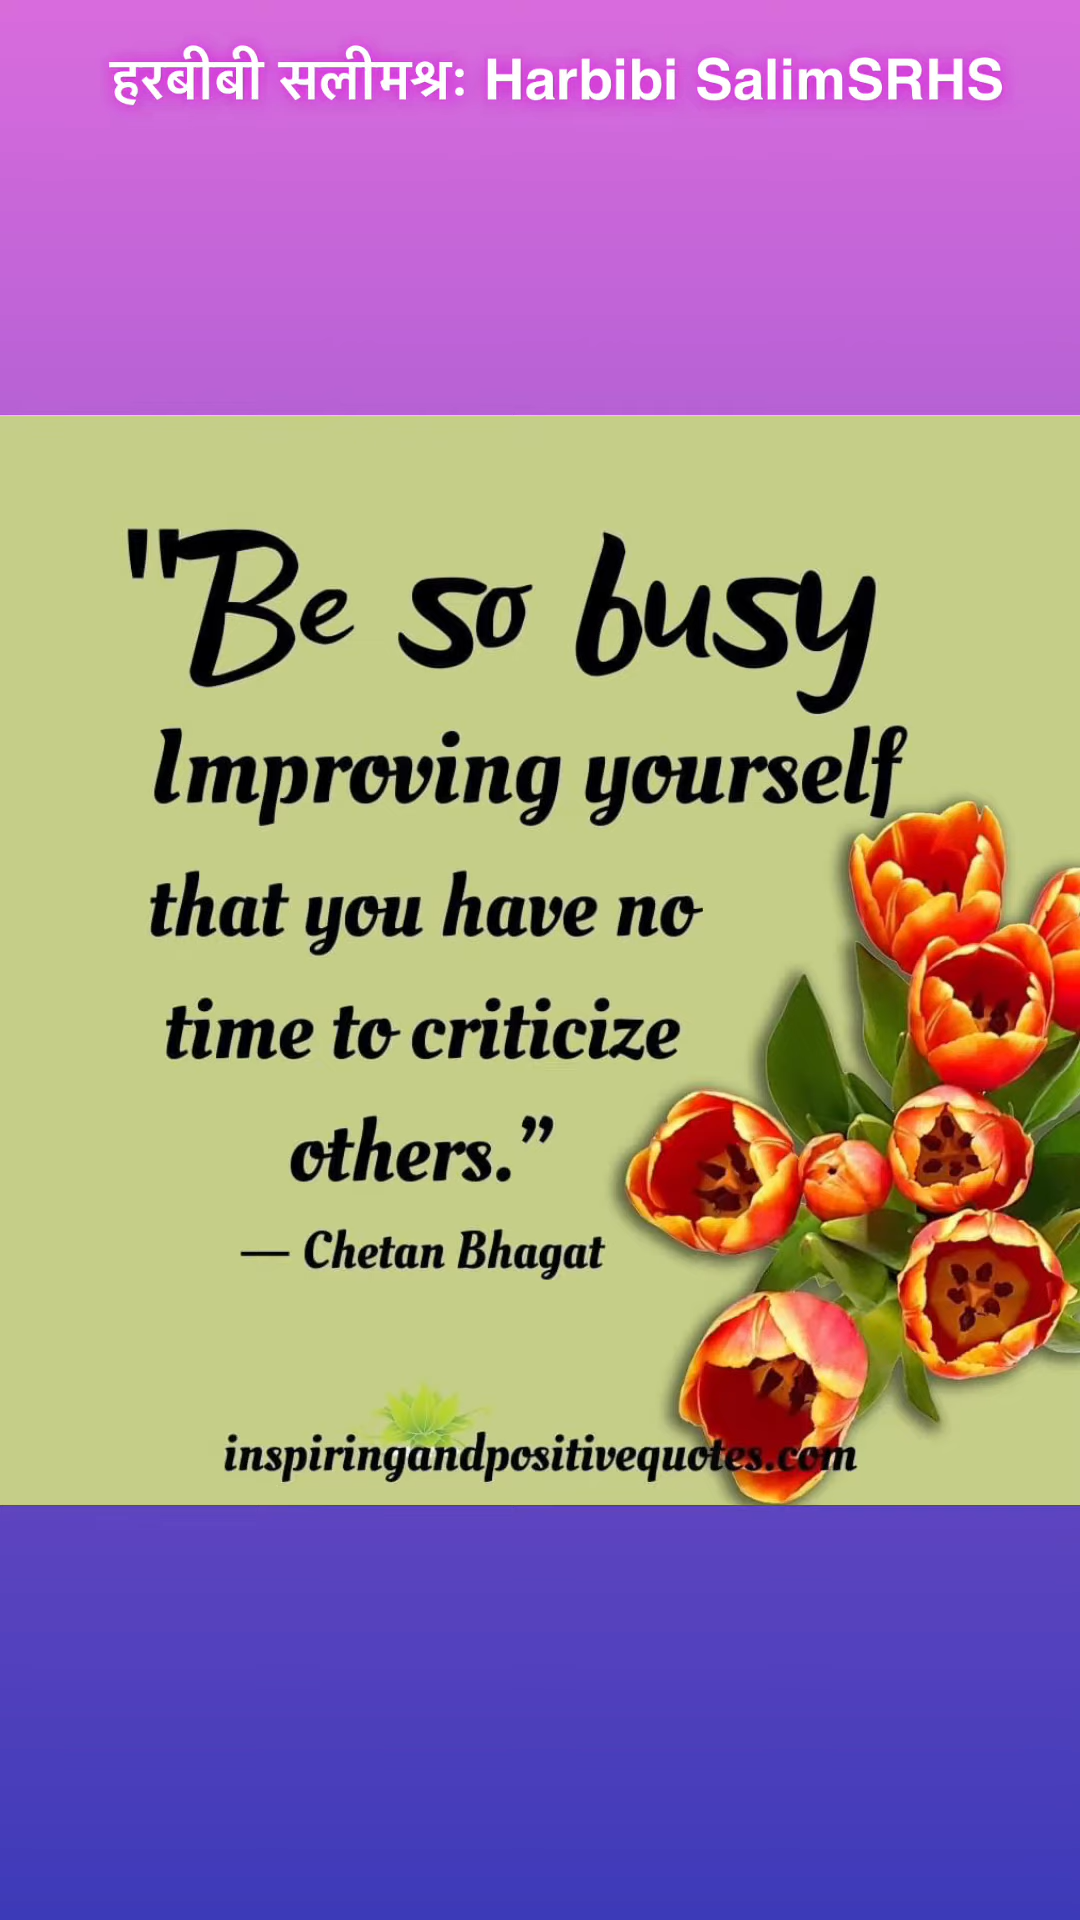 हरबीबी सलीमश्रः Harbibi SalimSRHS
"Be so busy
Improving yourself
that you have no
time to criticize
others.”
— Chetan Bhagat
inspiringandpositivequotes.com